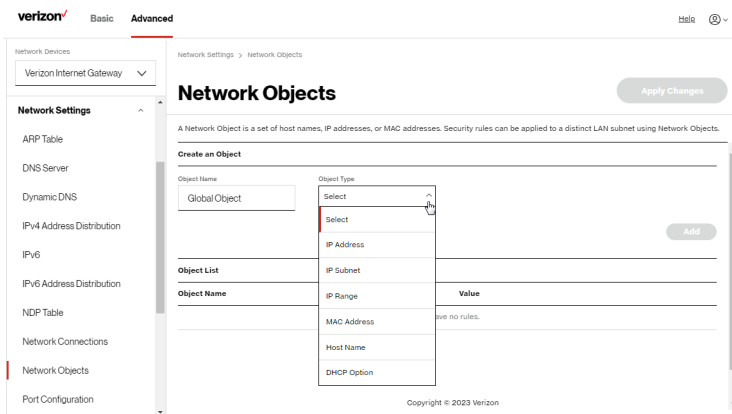 verizon
Basic
Advanced
Help
Network Devices
Verizon Internet Gateway
Network Settings
ARP Table
DNS Server
Dynamic DNS
IPv4 Address Distribution
IPv6
IPv6 Address Distribution
NDP Table
Network Connections
Network Objects
Port Configuration
Network Settings > Network Objects
Network Objects
Apply Changes
A Network Object is a set of host names, IP addresses, or MAC addresses. Security rules can be applied to a distinct LAN subnet using Network Objects.
Create an Object
Object Name
Object Type
Global Object
Select
Select
IP Address
IP Subnet
IP Range
MAC Address
Host Name
DHCP Option
Add
Object List
Object Name
Value
ave no rules.
Copyright © 2023 Verizon